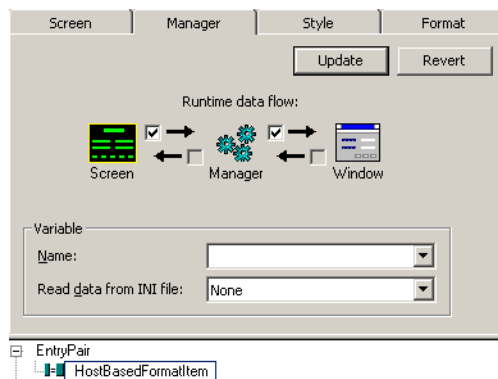 Screen Manager Style Format
Update Revert
Runtime data flow:
Screen Manager Window
Variable
Name:
Read data from INI file: None
EntryPair
HostBasedFormatItem